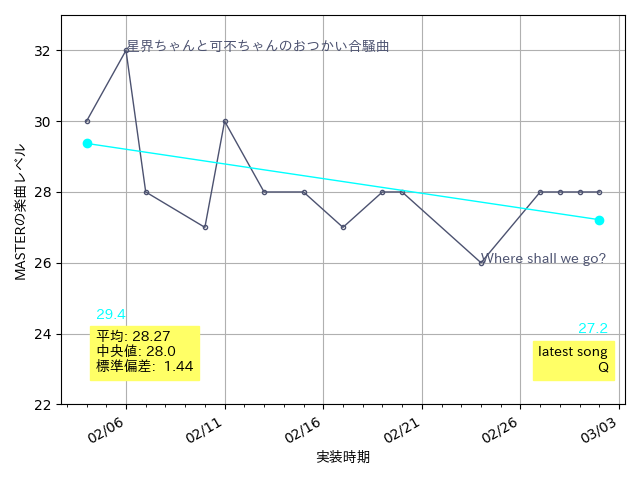 32
30
28
26
24
22
MASTERの楽曲レベル
星界ちゃんと可不ちゃんのおつかい合騒曲
Where shall we go?
29.4
平均: 28.27
中央値: 28.0
標準偏差: 1.44
27.2
latest song
Q
02/06
02/11
02/16
02/21
02/26
03/03
実装時期